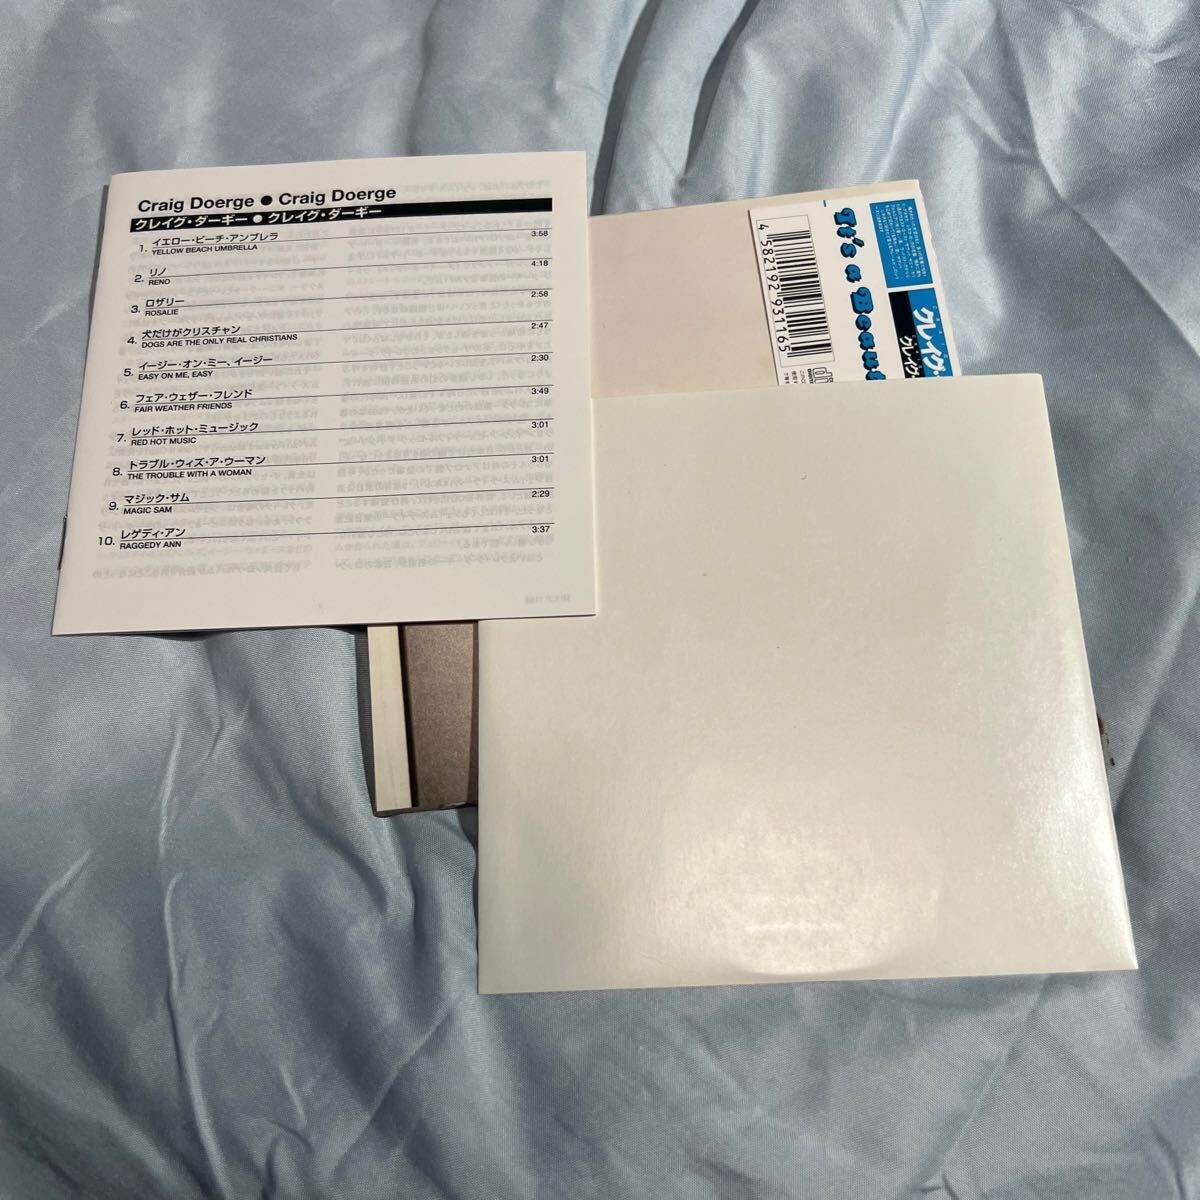 Craig Doerge ● Craig Doerge
クレイグ・ダーギー ● クレイグ・ダーギー
1. イエロー・ビーチ・アンブレラ 3:58
YELLOW BEACH UMBRELLA
2. リノ 4:18
RENO
3. ロザリー 2:58
ROSALIE
4. 犬だけがクリスチャン 2:47
DOGS ARE THE ONLY REAL CHRISTIANS
5. イージー・オン・ミー、イージー 2:30
EASY ON ME, EASY
6. フェア・ウェザー・フレンド 3:49
FAIR WEATHER FRIENDS
7. レッド・ホット・ミュージック 3:01
RED HOT MUSIC
8. トラブル・ウィズ・ア・ウーマン 3:01
THE TROUBLE WITH A WOMAN
9. マジック・サム 2:29
MAGIC SAM
10. レゲディ・アン 3:37
RAGGEDY ANN
4 582192 931165
It's a
クレイグ・
クレイグ・